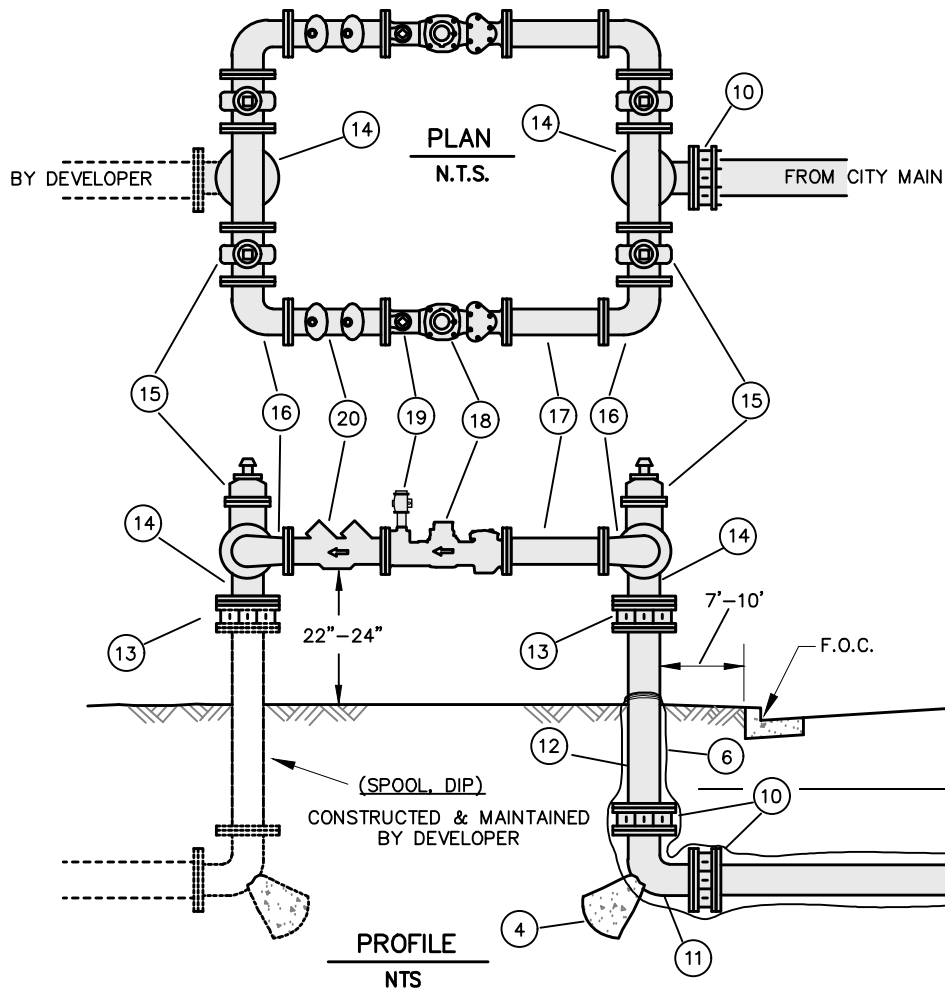 10
14
14
PLAN
N.T.S.
BY DEVELOPER
FROM CITY MAIN
15
16
20
19
18
17
16
15
14
14
13
22"-24"
13
7'-10'
F.O.C.
12
6
(SPOOL, DIP)
10
CONSTRUCTED & MAINTAINED
BY DEVELOPER
4
PROFILE
NTS
11